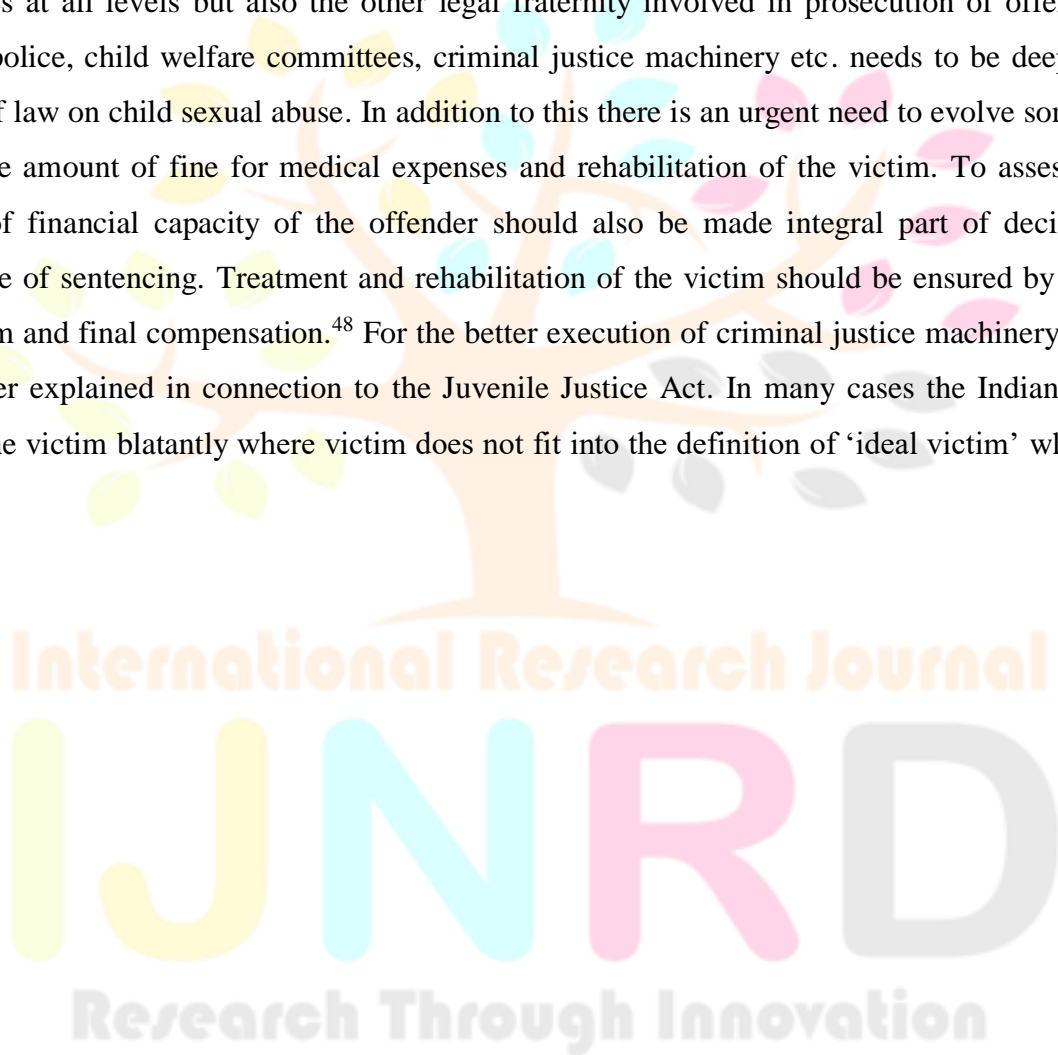 s at all levels but also the other legal fraternity involved in prosecution of offe
police, child welfare committees, criminal justice machinery etc. needs to be deep
f law on child sexual abuse. In addition to this there is an urgent need to evolve so
e amount of fine for medical expenses and rehabilitation of the victim. To asses
of financial capacity of the offender should also be made integral part of deci
e of sentencing. Treatment and rehabilitation of the victim should be ensured by
m and final compensation.48 For the better execution of criminal justice machinery
er explained in connection to the Juvenile Justice Act. In many cases the Indian
he victim blatantly where victim does not fit into the definition of ‘ideal victim’ wh
International Research Journal
IJNRD
Research Through Innovation